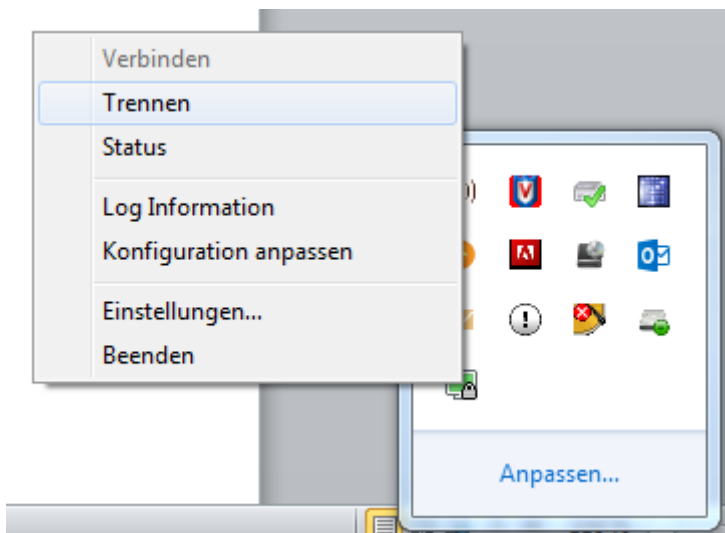 Verbinden
Trennen
Status
Log Information
Konfiguration anpassen
Einstellungen...
Beenden
Anpassen...